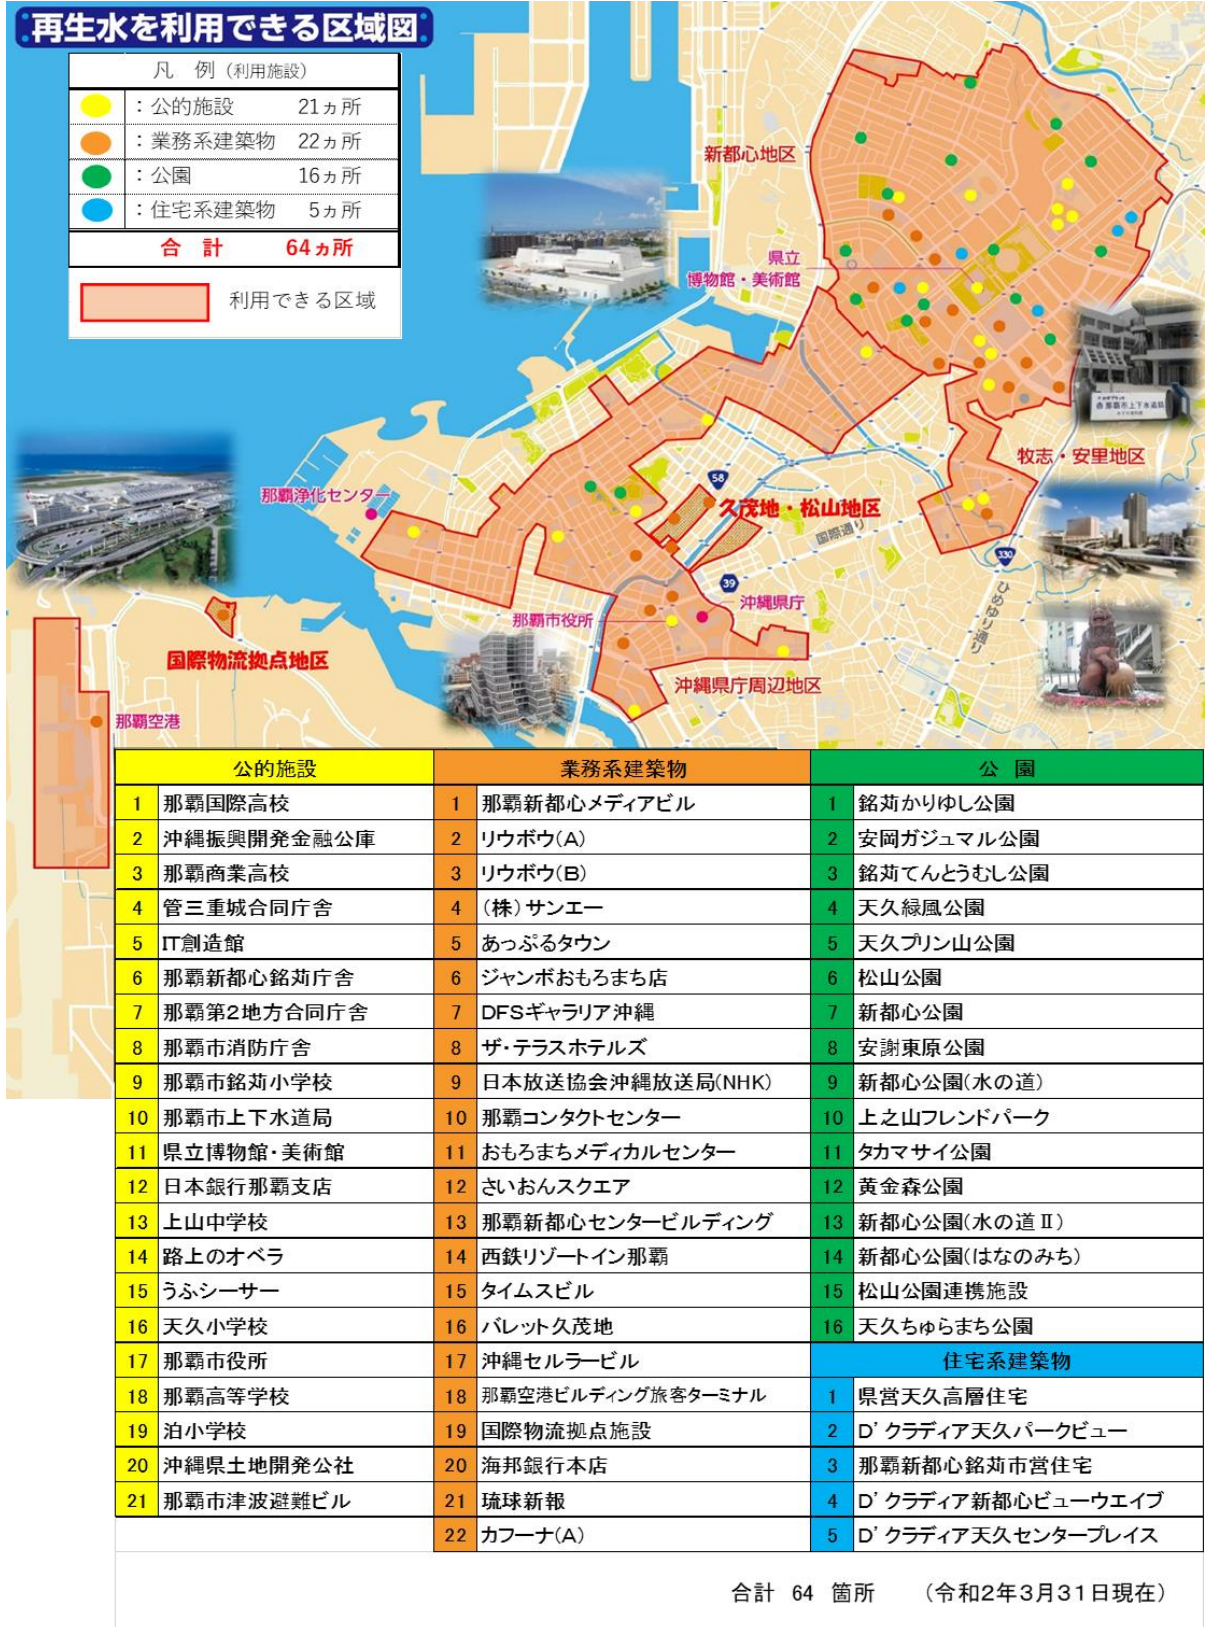 再生水を利用できる区域図
凡 例（利用施設）
：公的施設 21ヵ所
：業務系建築物 22ヵ所
：公園 16ヵ所
：住宅系建築物 5ヵ所
合 計 64ヵ所
利用できる区域
新都心地区
県立
博物館・美術館
那覇市上下水道局
牧志・安里地区
58
久茂地・松山地区
国際通り
330
ひめゆり通り
39
沖縄県庁
那覇市役所
沖縄県庁周辺地区
那覇浄化センター
国際物流拠点地区
那覇空港
公的施設
1 那覇国際高校
2 沖縄振興開発金融公庫
3 那覇商業高校
4 管三重城合同庁舎
5 IT創造館
6 那覇新都心銘苅庁舎
7 那覇第2地方合同庁舎
8 那覇市消防庁舎
9 那覇市銘苅小学校
10 那覇市上下水道局
11 県立博物館・美術館
12 日本銀行那覇支店
13 上山中学校
14 路上のオベラ
15 うふシーサー
16 天久小学校
17 那覇市役所
18 那覇高等学校
19 泊小学校
20 沖縄県土地開発公社
21 那覇市津波避難ビル
業務系建築物
1 那覇新都心メディアビル
2 リウボウ(A)
3 リウボウ(B)
4 (株)サンエー
5 あっぷるタウン
6 ジャンボおもろまち店
7 DFSギャラリア沖縄
8 ザ・テラスホテルズ
9 日本放送協会沖縄放送局(NHK)
10 那覇コンタクトセンター
11 おもろまちメディカルセンター
12 さいおんスクエア
13 那覇新都心センタービルディング
14 西鉄リゾートイン那覇
15 タイムスビル
16 パレット久茂地
17 沖縄セルラービル
18 那覇空港ビルディング旅客ターミナル
19 国際物流拠点施設
20 海邦銀行本店
21 琉球新報
22 カフーナ(A)
公 園
1 銘苅かりゆし公園
2 安岡ガジュマル公園
3 銘苅てんとうむし公園
4 天久緑風公園
5 天久プリン山公園
6 松山公園
7 新都心公園
8 安謝東原公園
9 新都心公園(水の道)
10 上之山フレンドパーク
11 タカマサイ公園
12 黄金森公園
13 新都心公園(水の道Ⅱ)
14 新都心公園(はなのみち)
15 松山公園連携施設
16 天久ちゅらまち公園
住宅系建築物
1 県営天久高層住宅
2 D'クラディア天久パークビュー
3 那覇新都心銘苅市営住宅
4 D'クラディア新都心ビューウエイブ
5 D'クラディア天久センタープレイス
合計 64 箇所 （令和2年3月31日現在）